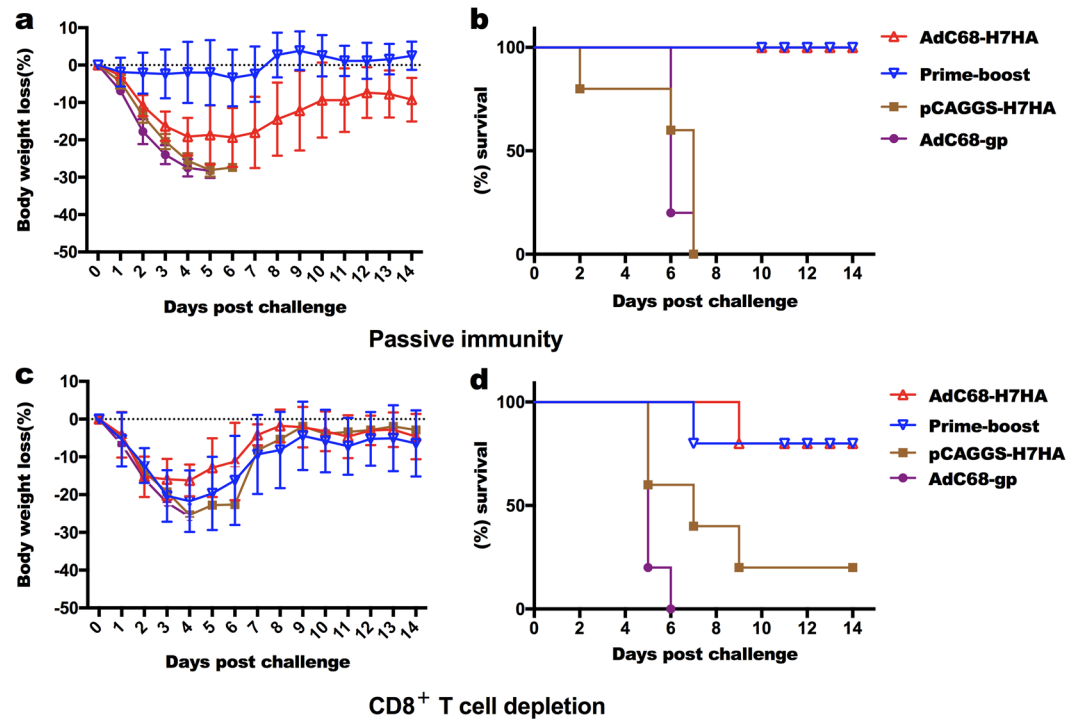 a
10
0
-10
-20
-30
-40
-50
Body weight loss(%)
0 1 2 3 4 5 6 7 8 9 10 11 12 13 14
Days post challenge
b
100
50
0
(%) survival
0 2 4 6 8 10 12 14
Days post challenge
AdC68-H7HA
Prime-boost
pCAGGS-H7HA
AdC68-gp
Passive immunity
c
10
0
-10
-20
-30
-40
-50
Body weight loss(%)
0 1 2 3 4 5 6 7 8 9 10 11 12 13 14
Days post challenge
d
100
50
0
(%) survival
0 2 4 6 8 10 12 14
Days post challenge
AdC68-H7HA
Prime-boost
pCAGGS-H7HA
AdC68-gp
CD8⁺ T cell depletion